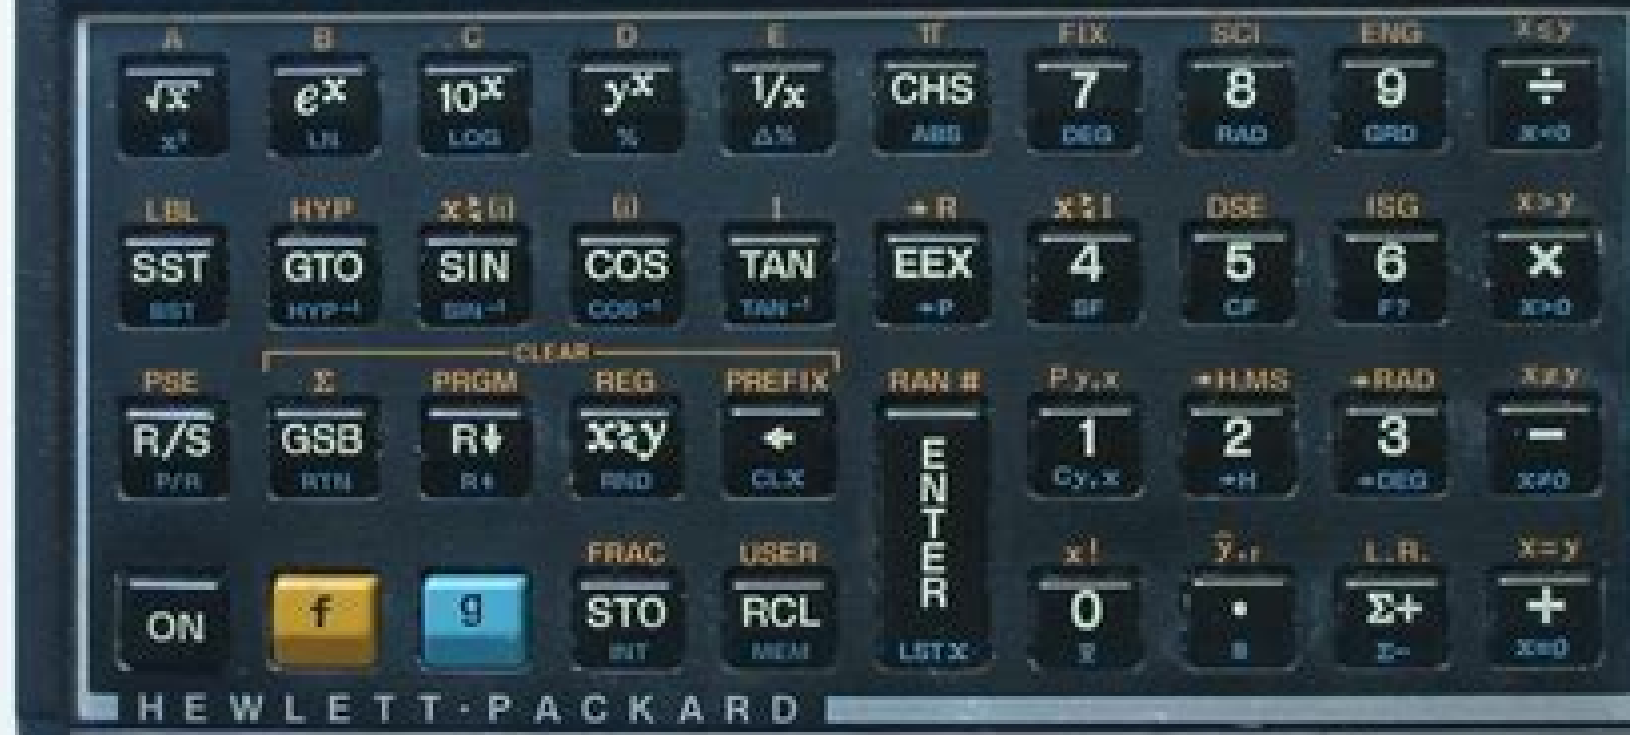 A B C D E π FIX SCI ENG x≤y
√x eˣ 10ˣ yˣ 1/x CHS 7 8 9 ÷
x² LN LOG % Δ% ABS DEG RAD GRD x<0
LBL HYP x⇄(i) (i) I →R x⇄I DSE ISG x>y
SST GTO SIN COS TAN EEX 4 5 6 ×
BST HYP⁻¹ SIN⁻¹ COS⁻¹ TAN⁻¹ →P SF CF F? x>0
CLEAR
PSE Σ PRGM REG PREFIX RAN # Py,x →H.MS →RAD x≠y
R/S GSB R↓ x⇄y ← ENTER 1 2 3 −
P/R RTN R↑ RND CLX Cy,x →H →DEG x≠0
FRAC USER x! ŷ,r L.R. x=y
ON f g STO RCL 0 · Σ+ +
INT MEM LSTX x̄ s Σ- x=0
HEWLETT·PACKARD